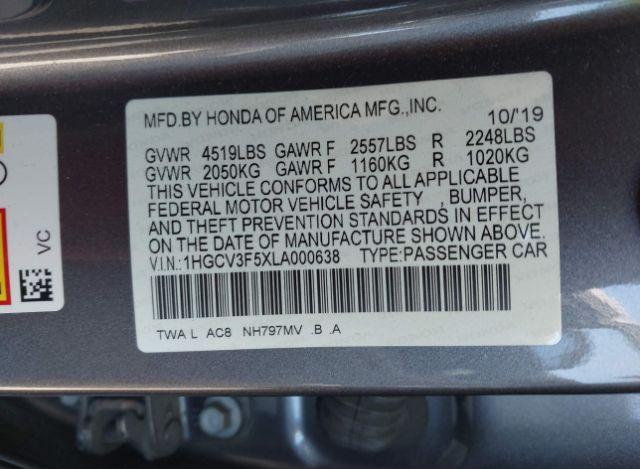 MFD.BY HONDA OF AMERICA MFG.,INC. 10/'19
GVWR 4519LBS GAWR F 2557LBS R 2248LBS
GVWR 2050KG GAWR F 1160KG R 1020KG
THIS VEHICLE CONFORMS TO ALL APPLICABLE
FEDERAL MOTOR VEHICLE SAFETY , BUMPER,
AND THEFT PREVENTION STANDARDS IN EFFECT
ON THE DATE OF MANUFACTURE SHOWN ABOVE.
V.I.N.:1HGCV3F5XLA000638 TYPE:PASSENGER CAR
TWA L AC8 NH797MV .B .A
VC